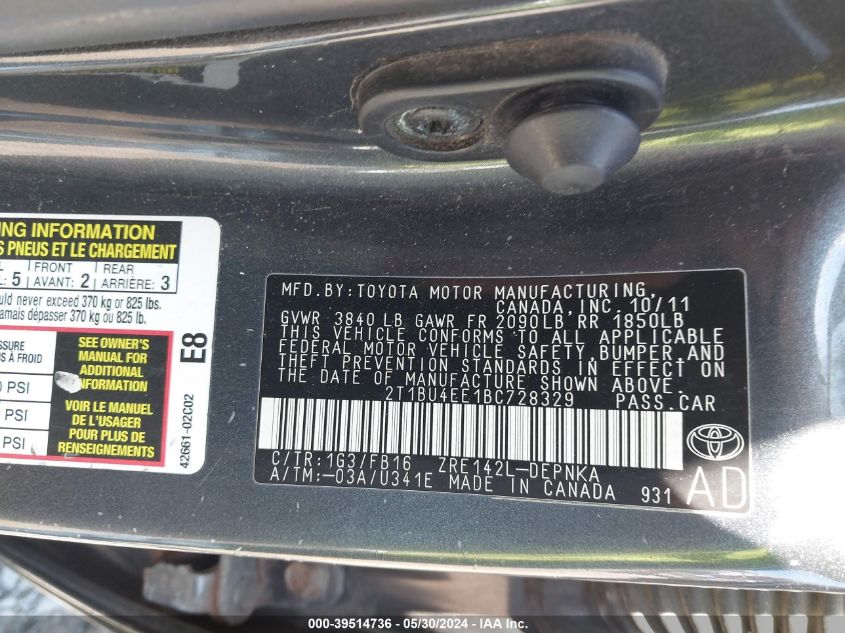 NG INFORMATION
S PNEUS ET LE CHARGEMENT
FRONT REAR
: 5 AVANT: 2 ARRIÈRE: 3
ould never exceed 370 kg or 825 lbs.
amais dépasser 370 kg ou 825 lb.
SSURE
S À FROID
PSI
PSI
SEE OWNER'S
MANUAL FOR
ADDITIONAL
INFORMATION
VOIR LE MANUEL
DE L'USAGER
POUR PLUS DE
RENSEIGNEMENTS
E8
42661-02C02
MFD.BY:TOYOTA MOTOR MANUFACTURING
CANADA,INC. 10/11
GVWR 3840 LB GAWR FR 2090LB RR 1850LB
THIS VEHICLE CONFORMS TO ALL APPLICABLE
FEDERAL MOTOR VEHICLE SAFETY,BUMPER,AND
THEFT PREVENTION STANDARDS IN EFFECT ON
THE DATE OF MANUFACTURE SHOWN ABOVE.
2T1BU4EE1BC728329 PASS.CAR
C/TR:1G3/FB16 ZRE142L-DEPNKA
A/TM:-03A/U341E MADE IN CANADA 931
AD
000-39514736 - 05/30/2024 - IAAI.com